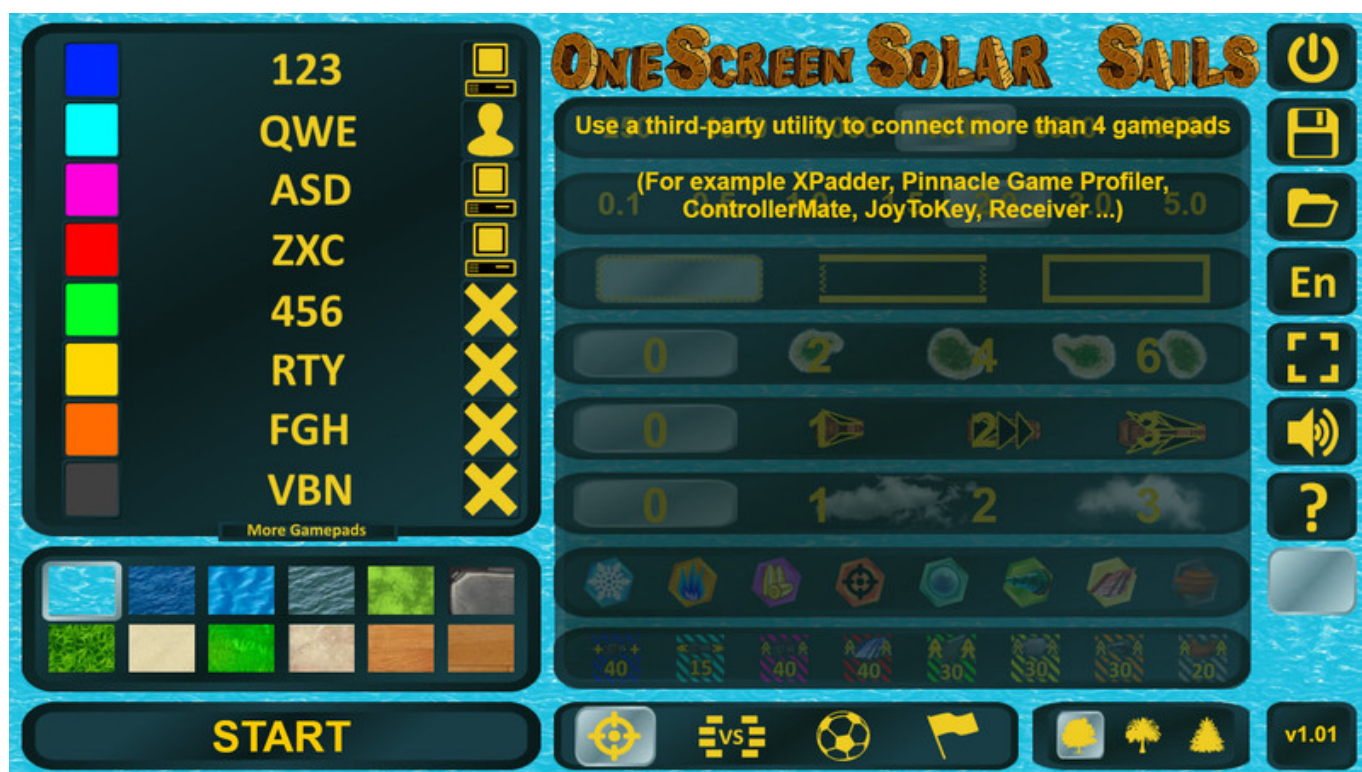 123
QWE
ASD
ZXC
456
RTY
FGH
VBN
More Gamepads
START
OneScreen Solar Sails
Use a third-party utility to connect more than 4 gamepads
(For example XPadder, Pinnacle Game Profiler,
ControllerMate, JoyToKey, Receiver ...)
0.1 5.0
0 2 4 6
0 1 2 3
0 1 2 3
40 15 40 40 30 30 30 20
VS
En
?
v1.01